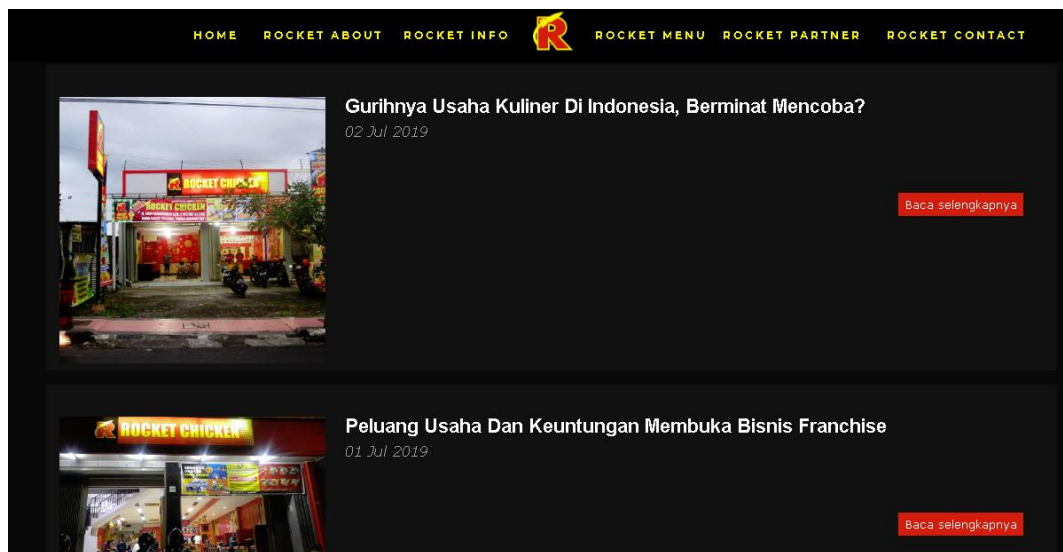 HOME ROCKET ABOUT ROCKET INFO R ROCKET MENU ROCKET PARTNER ROCKET CONTACT
Gurihnya Usaha Kuliner Di Indonesia, Berminat Mencoba?
02 Jul 2019
ROCKET CHICKEN
ROCKET CHICKEN
Baca selengkapnya
Peluang Usaha Dan Keuntungan Membuka Bisnis Franchise
01 Jul 2019
ROCKET CHICKEN
Baca selengkapnya